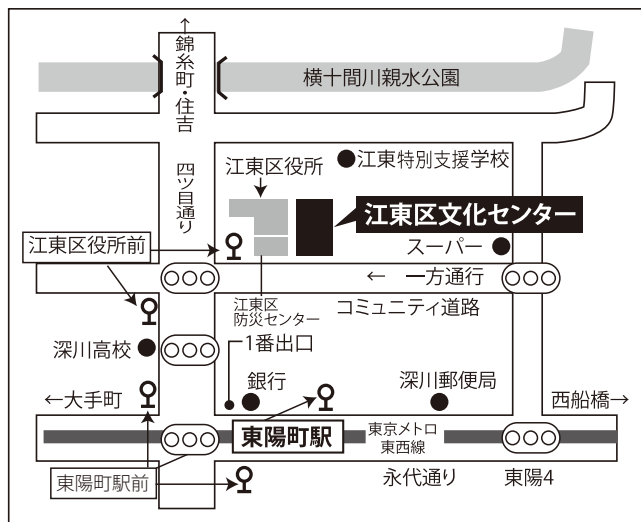 ←錦糸町・住吉
四ツ目通り
横十間川親水公園
江東区役所
江東特別支援学校
江東区文化センター
スーパー
江東区役所前
← 一方通行
江東区
防災センター
コミュニティ道路
深川高校
1番出口
銀行
深川郵便局
←大手町
西船橋→
東陽町駅
東京メトロ
東西線
東陽町駅前
永代通り
東陽4